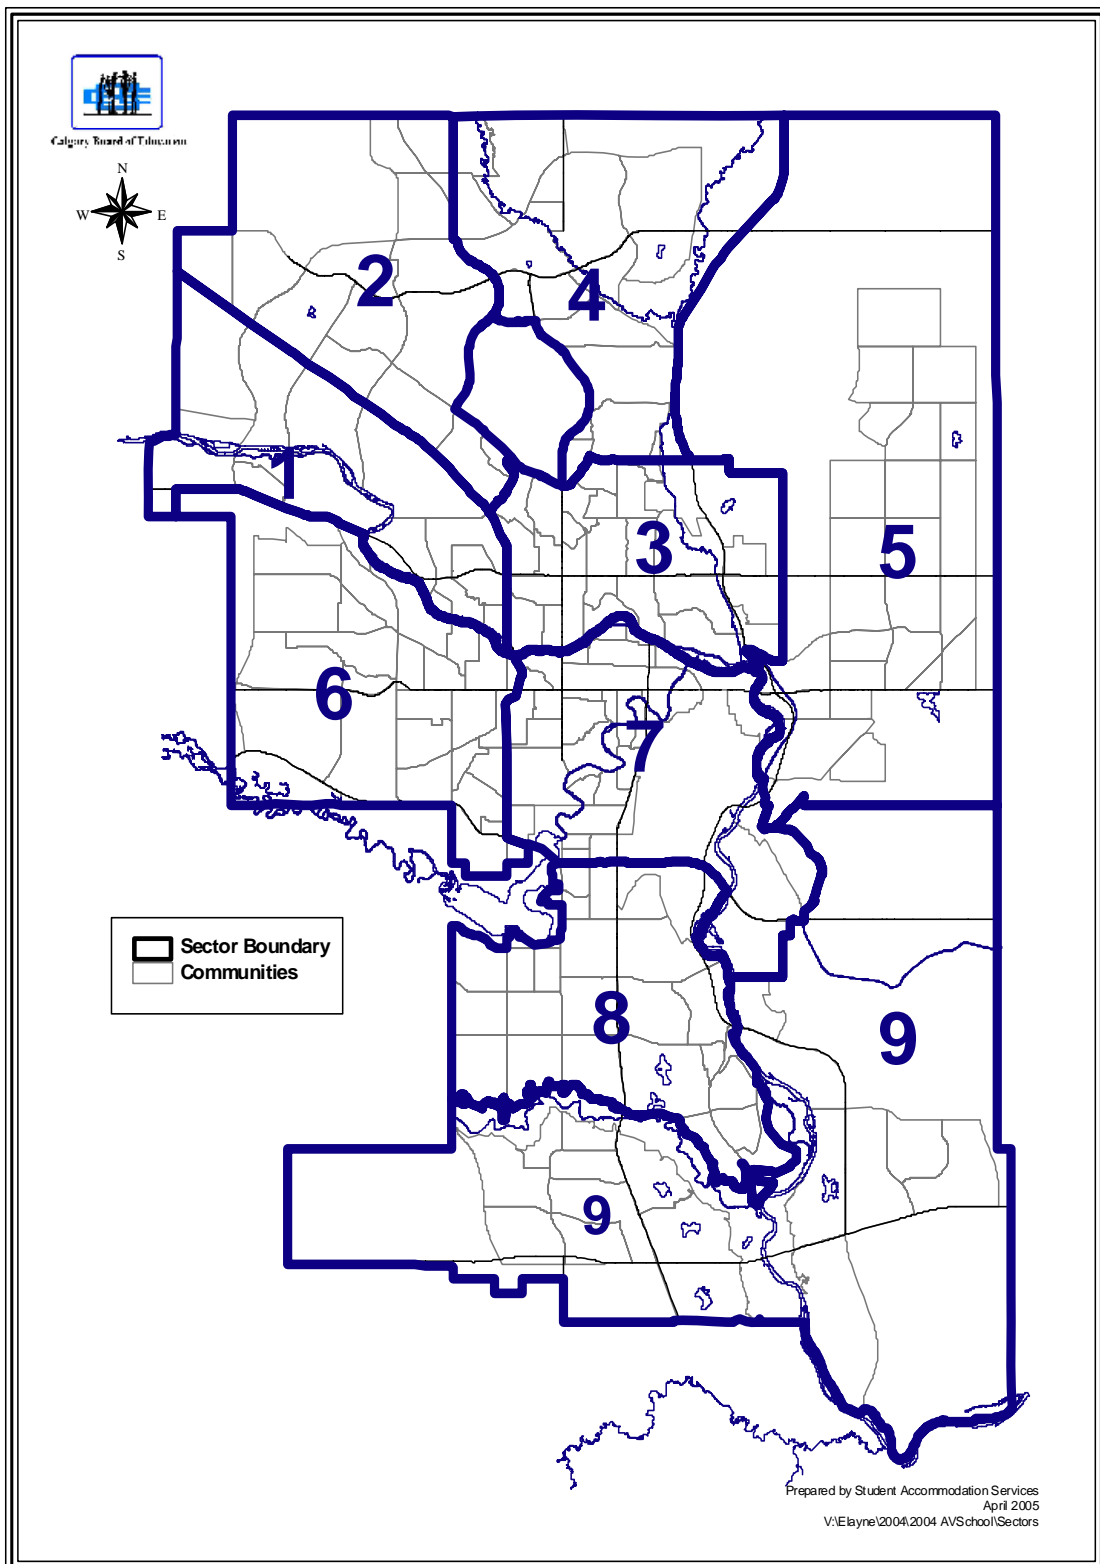 Calgary Board of Education
N
W E
S
2
4
1
3
5
6
7
Sector Boundary
Communities
8
9
9
Prepared by Student Accommodation Services
April 2005
V:\Elayne\2004\2004 AVSchool\Sectors